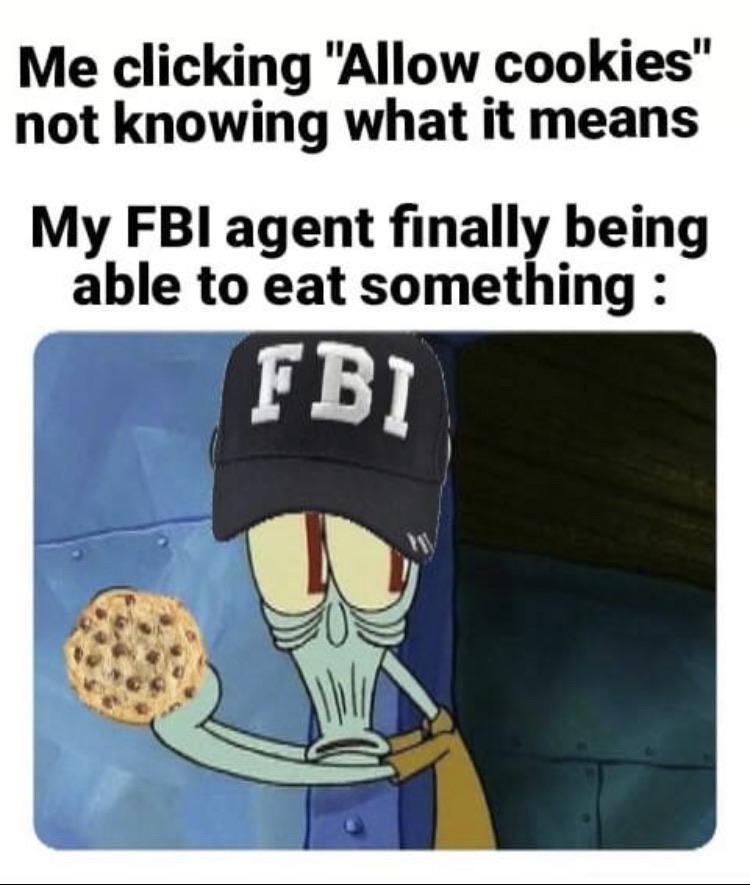 Me clicking "Allow cookies"
not knowing what it means
My FBI agent finally being
able to eat something :
FBI